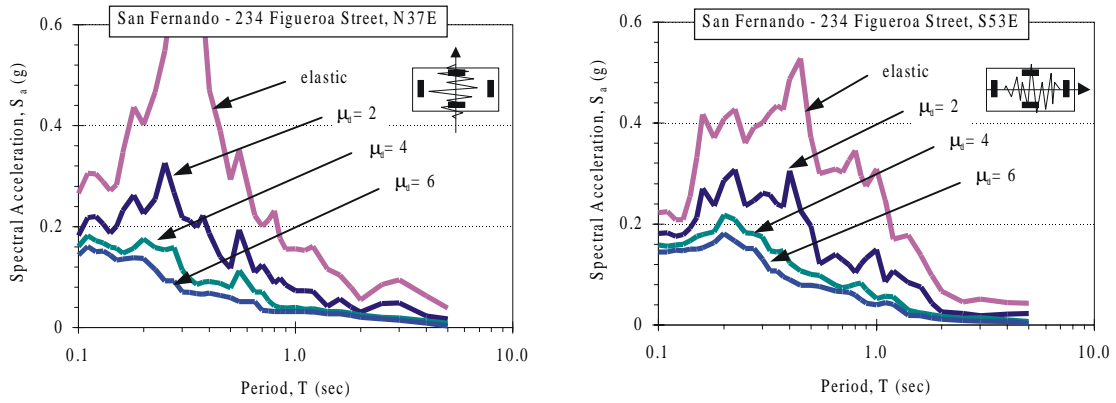 San Fernando - 234 Figueroa Street, N37E
0.6
0.4
0.2
0
Spectral Acceleration, Sa (g)
elastic
μd= 2
μd= 4
μd= 6
0.1
1.0
10.0
Period, T (sec)
San Fernando - 234 Figueroa Street, S53E
0.6
0.4
0.2
0
Spectral Acceleration, Sa (g)
elastic
μd= 2
μd= 4
μd= 6
0.1
1.0
10.0
Period, T (sec)